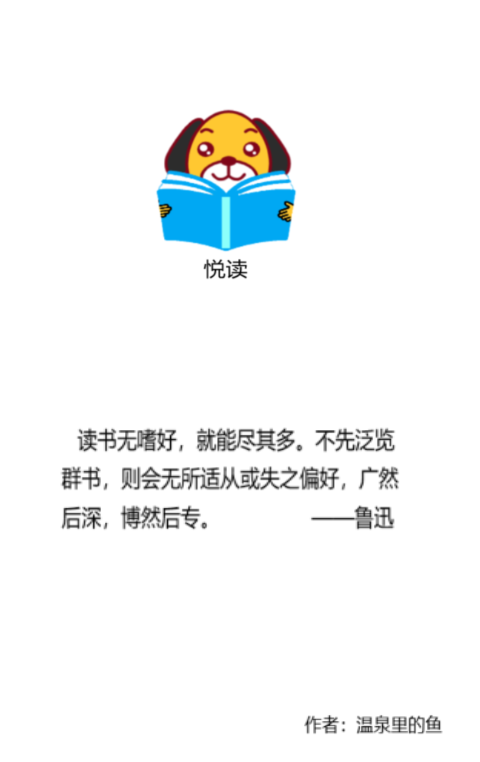 悦读
读书无嗜好，就能尽其多。不先泛览
群书，则会无所适从或失之偏好，广然
后深，博然后专。 ——鲁迅
作者：温泉里的鱼